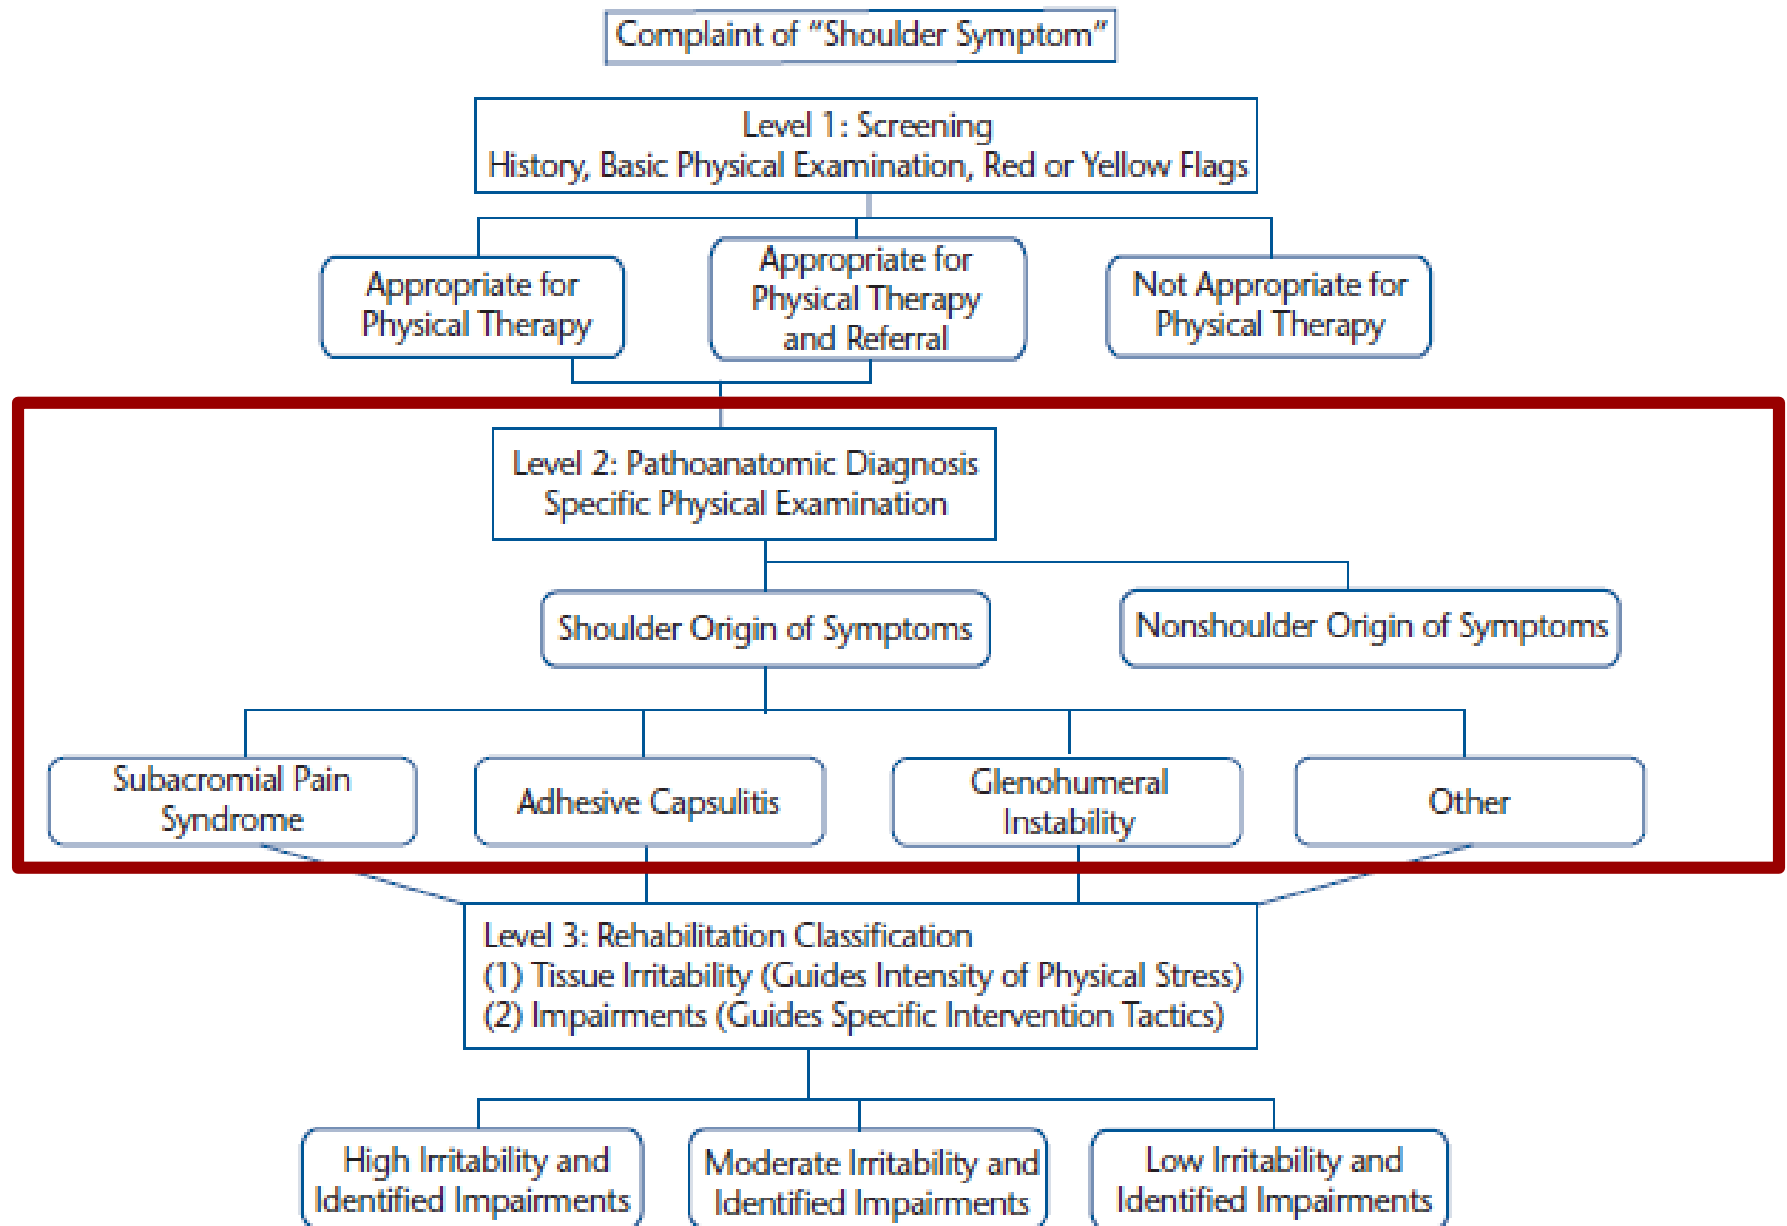 Complaint of “Shoulder Symptom”
Level 1: Screening
History, Basic Physical Examination, Red or Yellow Flags
Appropriate for
Physical Therapy
Appropriate for
Physical Therapy
and Referral
Not Appropriate for
Physical Therapy
Level 2: Pathoanatomic Diagnosis
Specific Physical Examination
Shoulder Origin of Symptoms
Nonshoulder Origin of Symptoms
Subacromial Pain
Syndrome
Adhesive Capsulitis
Glenohumeral
Instability
Other
Level 3: Rehabilitation Classification
(1) Tissue Irritability (Guides Intensity of Physical Stress)
(2) Impairments (Guides Specific Intervention Tactics)
High Irritability and
Identified Impairments
Moderate Irritability and
Identified Impairments
Low Irritability and
Identified Impairments